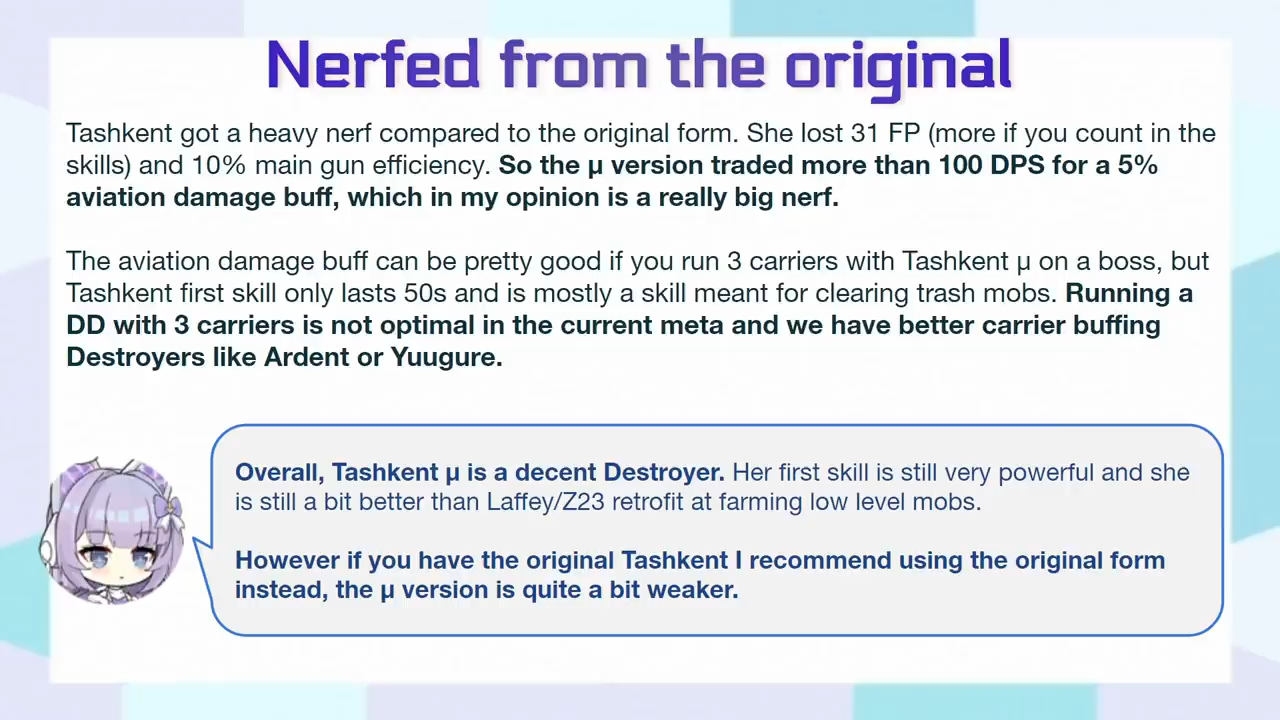 Nerfed from the original
Tashkent got a heavy nerf compared to the original form. She lost 31 FP (more if you count in the
skills) and 10% main gun efficiency. So the μ version traded more than 100 DPS for a 5%
aviation damage buff, which in my opinion is a really big nerf.
The aviation damage buff can be pretty good if you run 3 carriers with Tashkent μ on a boss, but
Tashkent first skill only lasts 50s and is mostly a skill meant for clearing trash mobs. Running a
DD with 3 carriers is not optimal in the current meta and we have better carrier buffing
Destroyers like Ardent or Yuugure.
Overall, Tashkent μ is a decent Destroyer. Her first skill is still very powerful and she
is still a bit better than Laffey/Z23 retrofit at farming low level mobs.
However if you have the original Tashkent I recommend using the original form
instead, the μ version is quite a bit weaker.